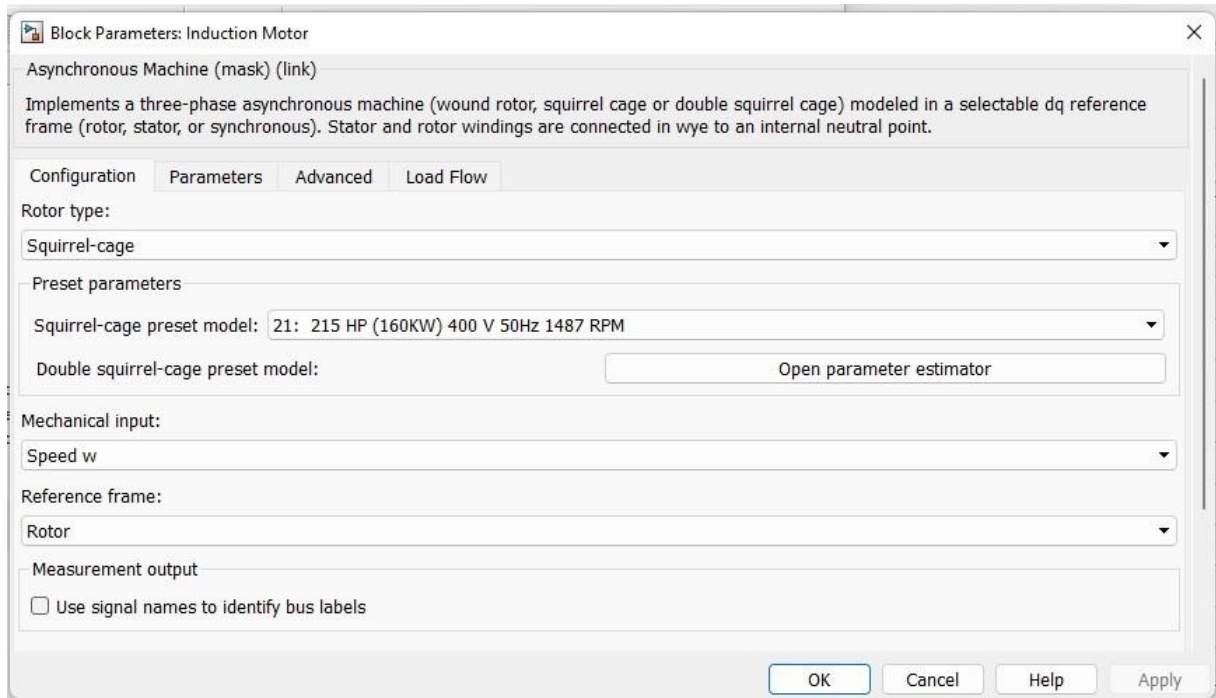 Block Parameters: Induction Motor
Asynchronous Machine (mask) (link)
Implements a three-phase asynchronous machine (wound rotor, squirrel cage or double squirrel cage) modeled in a selectable dq reference
frame (rotor, stator, or synchronous). Stator and rotor windings are connected in wye to an internal neutral point.
Configuration Parameters Advanced Load Flow
Rotor type:
Squirrel-cage
Preset parameters
Squirrel-cage preset model: 21: 215 HP (160KW) 400 V 50Hz 1487 RPM
Double squirrel-cage preset model: Open parameter estimator
Mechanical input:
Speed w
Reference frame:
Rotor
Measurement output
Use signal names to identify bus labels
OK Cancel Help Apply